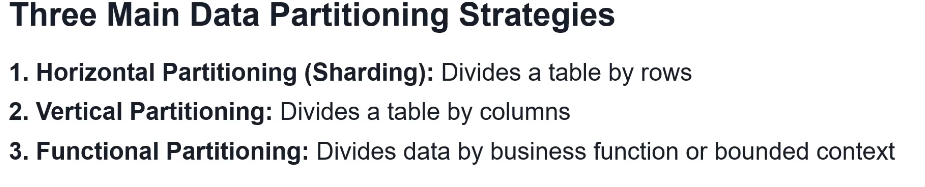 Three Main Data Partitioning Strategies
1. Horizontal Partitioning (Sharding): Divides a table by rows
2. Vertical Partitioning: Divides a table by columns
3. Functional Partitioning: Divides data by business function or bounded context